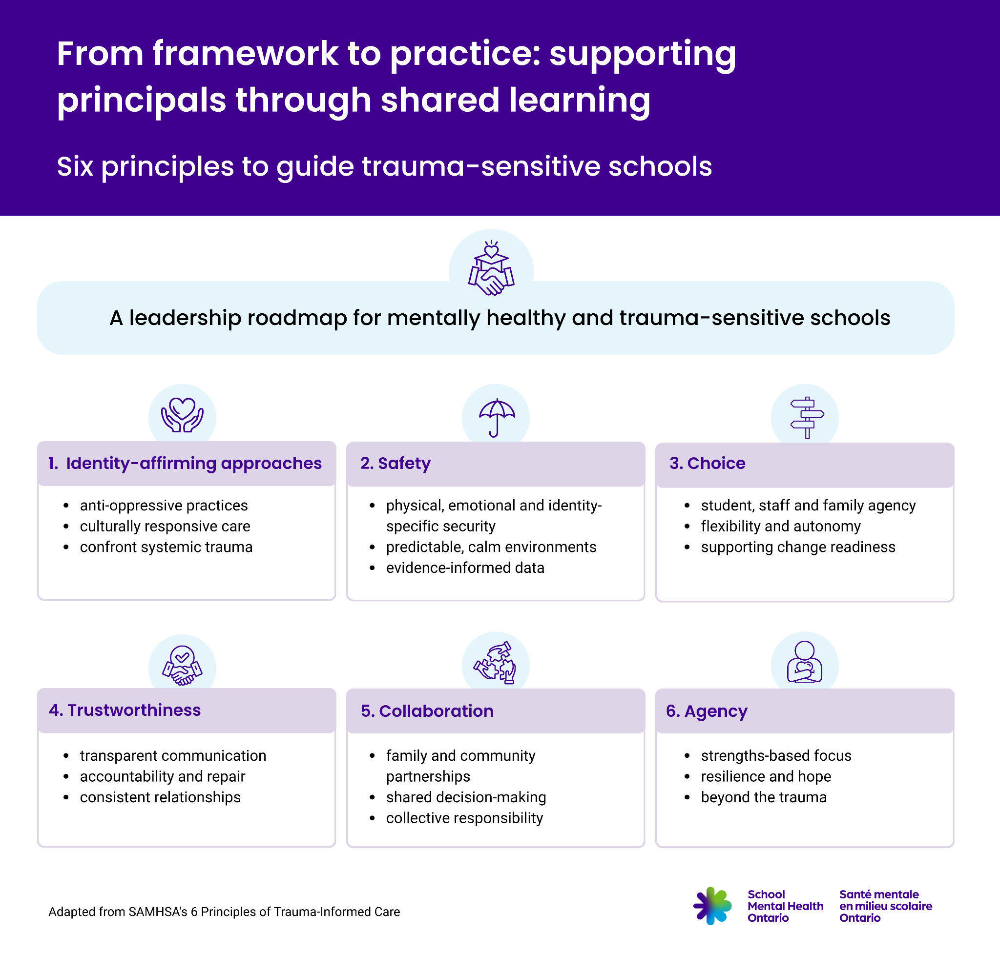 From framework to practice: supporting
principals through shared learning
Six principles to guide trauma-sensitive schools
A leadership roadmap for mentally healthy and trauma-sensitive schools
1. Identity-affirming approaches
• anti-oppressive practices
• culturally responsive care
• confront systemic trauma
2. Safety
• physical, emotional and identity-
specific security
• predictable, calm environments
• evidence-informed data
3. Choice
• student, staff and family agency
• flexibility and autonomy
• supporting change readiness
4. Trustworthiness
• transparent communication
• accountability and repair
• consistent relationships
5. Collaboration
• family and community
partnerships
• shared decision-making
• collective responsibility
6. Agency
• strengths-based focus
• resilience and hope
• beyond the trauma
Adapted from SAMHSA's 6 Principles of Trauma-Informed Care
School
Mental Health
Ontario
Santé mentale
en milieu scolaire
Ontario